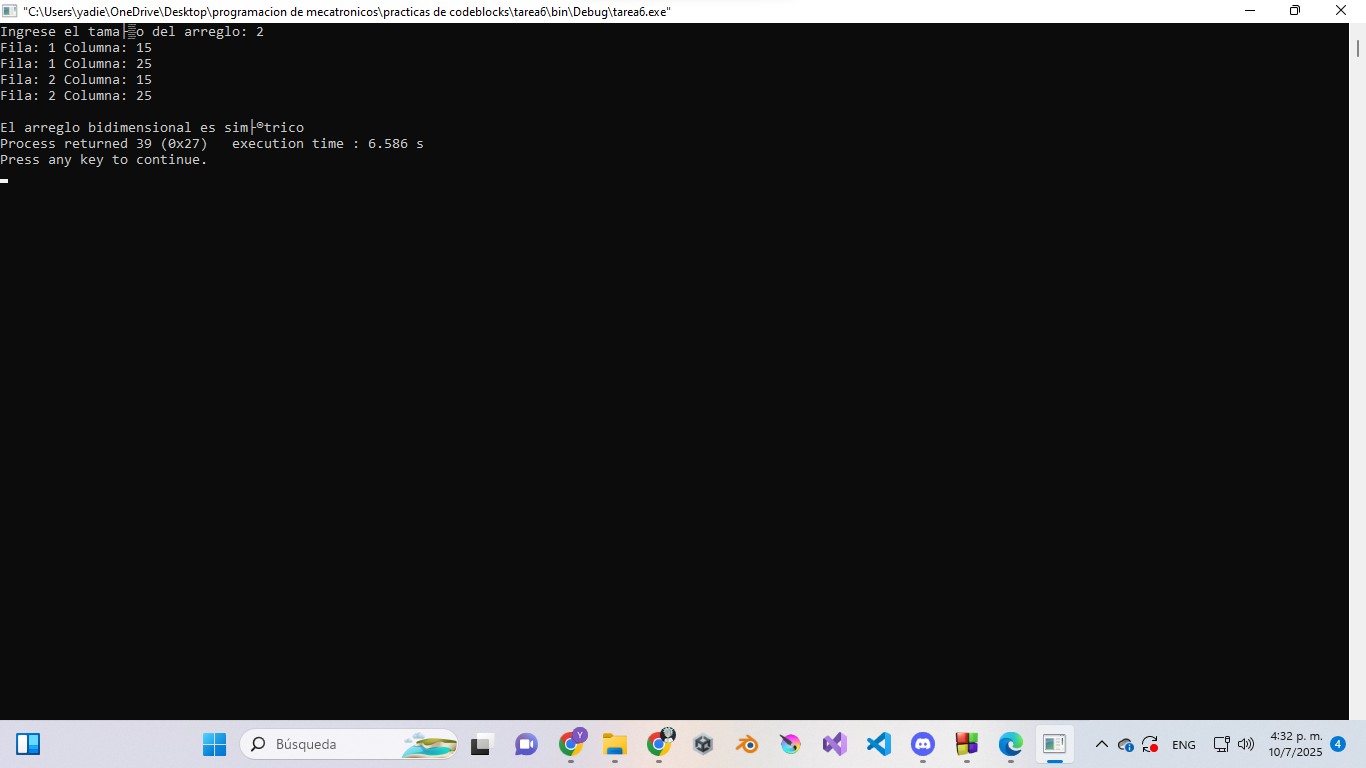 "C:\Users\yadie\OneDrive\Desktop\programacion de mecatronicos\practicas de codeblocks\tarea6\bin\Debug\tarea6.exe"
Ingrese el tama├▒o del arreglo: 2
Fila: 1 Columna: 15
Fila: 1 Columna: 25
Fila: 2 Columna: 15
Fila: 2 Columna: 25
El arreglo bidimensional es sim├®trico
Process returned 39 (0x27)   execution time : 6.586 s
Press any key to continue.
Búsqueda
Y
ENG
4:32 p. m.
10/7/2025
4